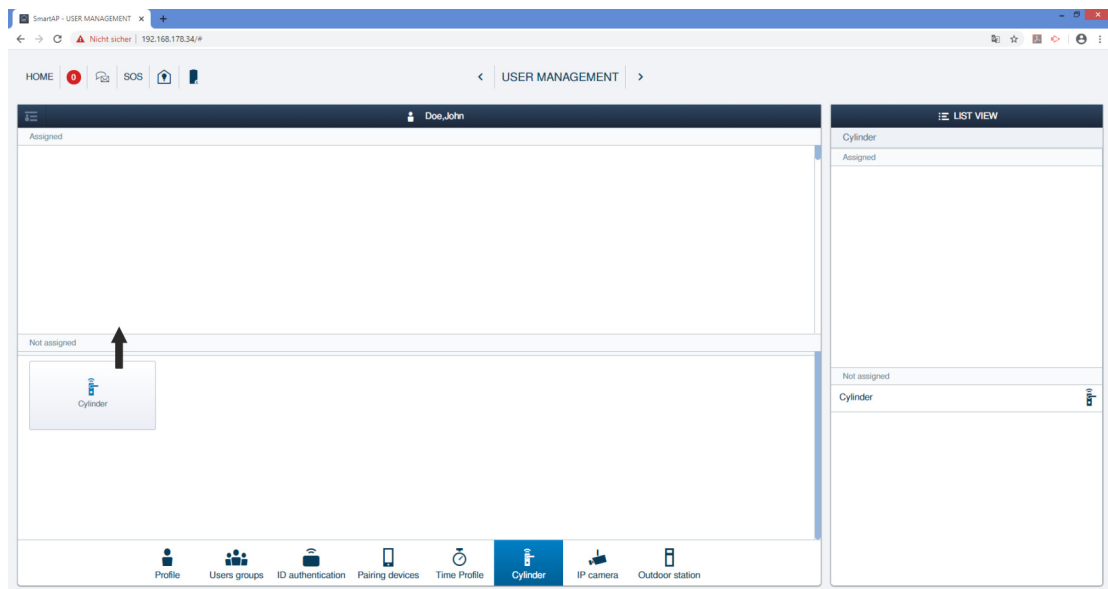 SmartAP - USER MANAGEMENT
Nicht sicher | 192.168.178.34/#
HOME 0 SOS
USER MANAGEMENT
Doe,John
Assigned
Not assigned
Cylinder
Profile Users groups ID authentication Pairing devices Time Profile Cylinder IP camera Outdoor station
LIST VIEW
Cylinder
Assigned
Not assigned
Cylinder